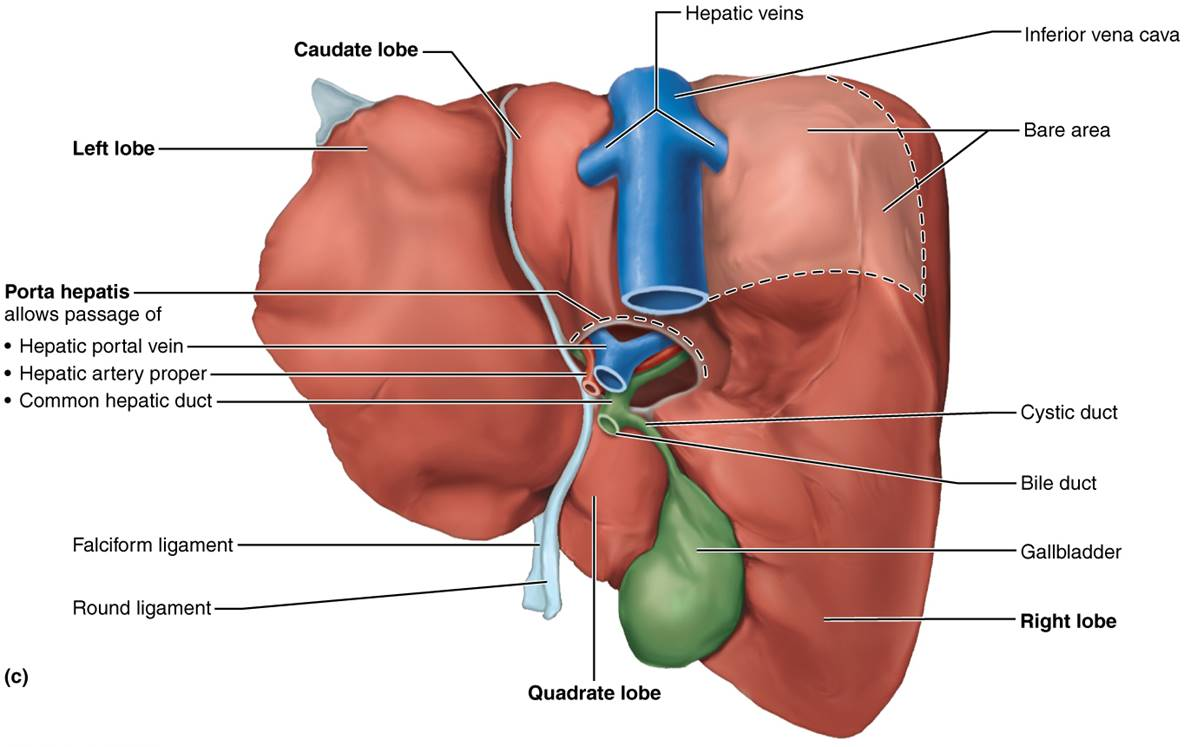 Hepatic veins
Inferior vena cava
Caudate lobe
Bare area
Left lobe
Porta hepatis
allows passage of
• Hepatic portal vein
• Hepatic artery proper
• Common hepatic duct
Cystic duct
Bile duct
Falciform ligament
Gallbladder
Round ligament
Right lobe
(c)
Quadrate lobe